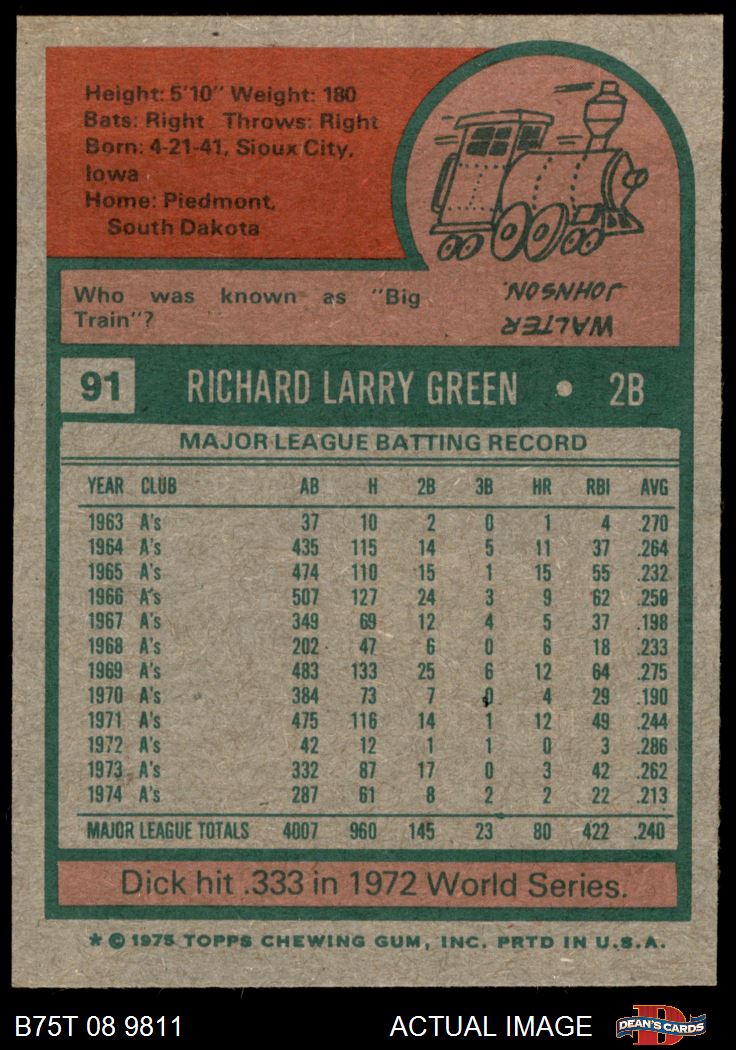 Height: 5'10" Weight: 180
Bats: Right Throws: Right
Born: 4-21-41, Sioux City,
Iowa
Home: Piedmont,
South Dakota
Who was known as "Big
Train"?
WALTER
JOHNSON.
91 RICHARD LARRY GREEN • 2B
MAJOR LEAGUE BATTING RECORD
YEAR CLUB AB H 2B 3B HR RBI AVG
1963 A's 37 10 2 0 1 4 .270
1964 A's 435 115 14 5 11 37 .264
1965 A's 474 110 15 1 15 55 .232
1966 A's 507 127 24 3 9 62 .250
1967 A's 349 69 12 4 5 37 .198
1968 A's 202 47 6 0 6 18 .233
1969 A's 483 133 25 6 12 64 .275
1970 A's 384 73 7 0 4 29 .190
1971 A's 475 116 14 1 12 49 .244
1972 A's 42 12 1 1 0 3 .286
1973 A's 332 87 17 0 3 42 .262
1974 A's 287 61 8 2 2 22 .213
MAJOR LEAGUE TOTALS 4007 960 145 23 80 422 .240
Dick hit .333 in 1972 World Series.
* © 1975 TOPPS CHEWING GUM, INC. PRTD IN U.S.A.
B75T 08 9811 ACTUAL IMAGE D DEAN'S CARDS